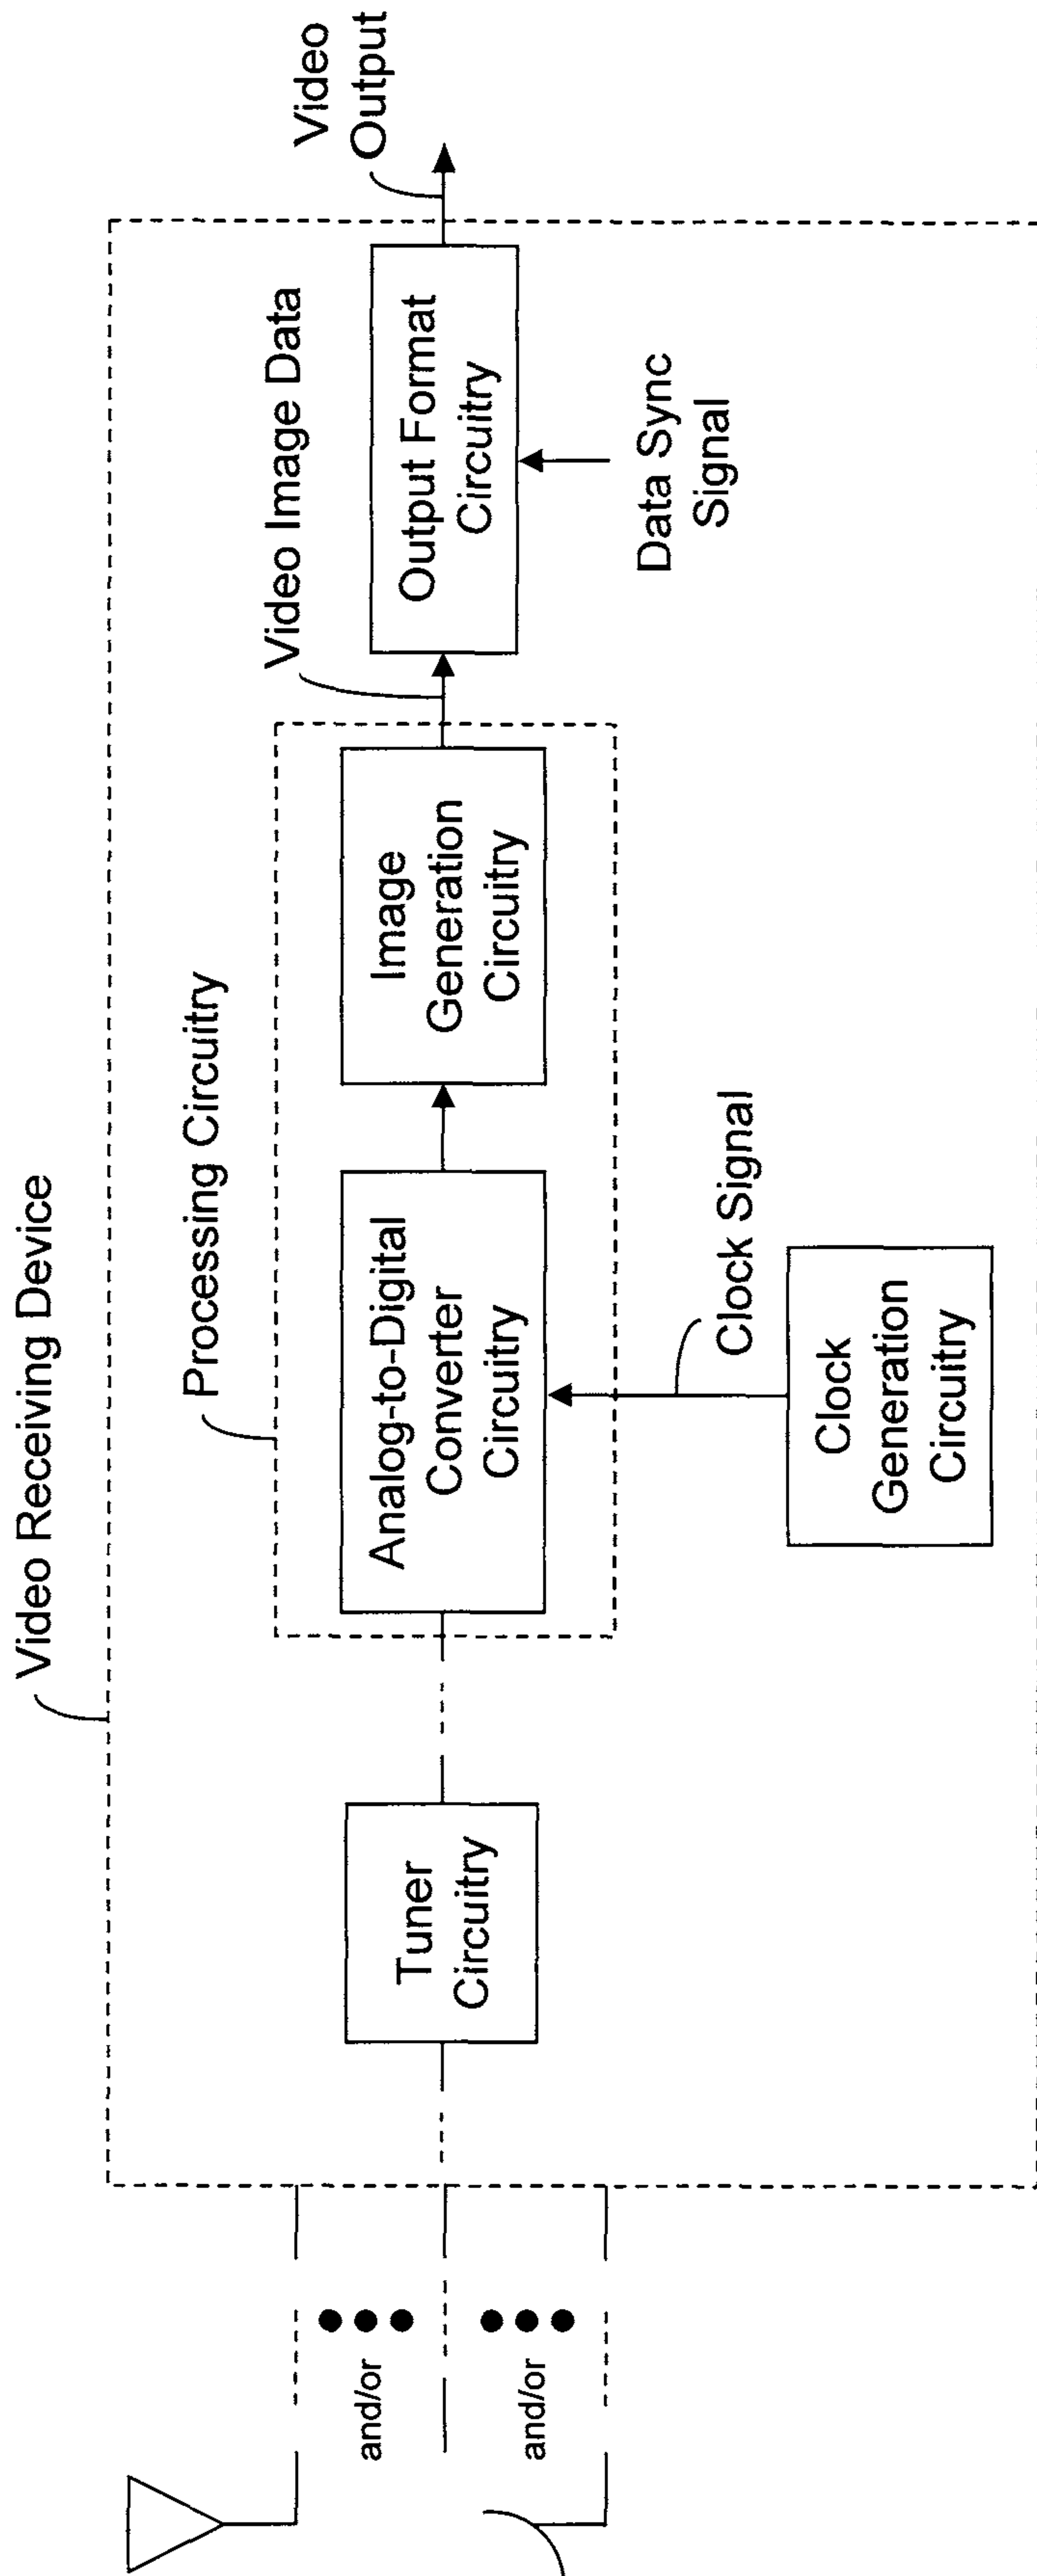 Video Receiving Device
Processing Circuitry
Video Image Data
Video
Output
and/or
and/or
Tuner
Circuitry
Analog-to-Digital
Converter
Circuitry
Image
Generation
Circuitry
Output Format
Circuitry
Clock Signal
Data Sync
Signal
Clock
Generation
Circuitry